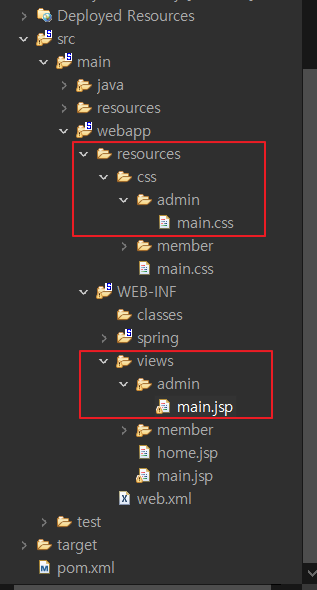 Deployed Resources
src
main
java
resources
webapp
resources
css
admin
main.css
member
main.css
WEB-INF
classes
spring
views
admin
main.jsp
member
home.jsp
main.jsp
web.xml
test
target
pom.xml